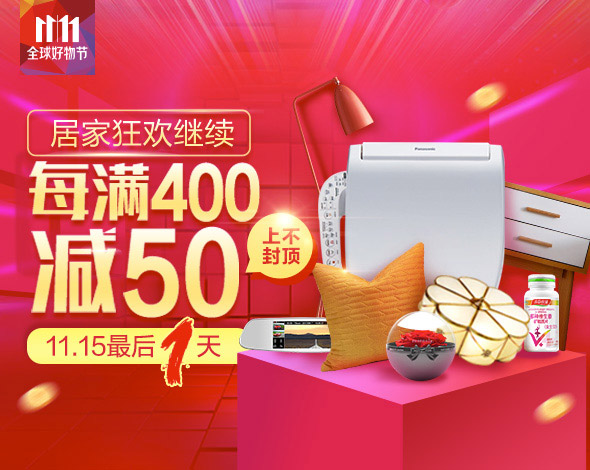 11.11
全球好物节
居家狂欢继续
每满400
减50
上不
封顶
11.15最后1天
Panasonic